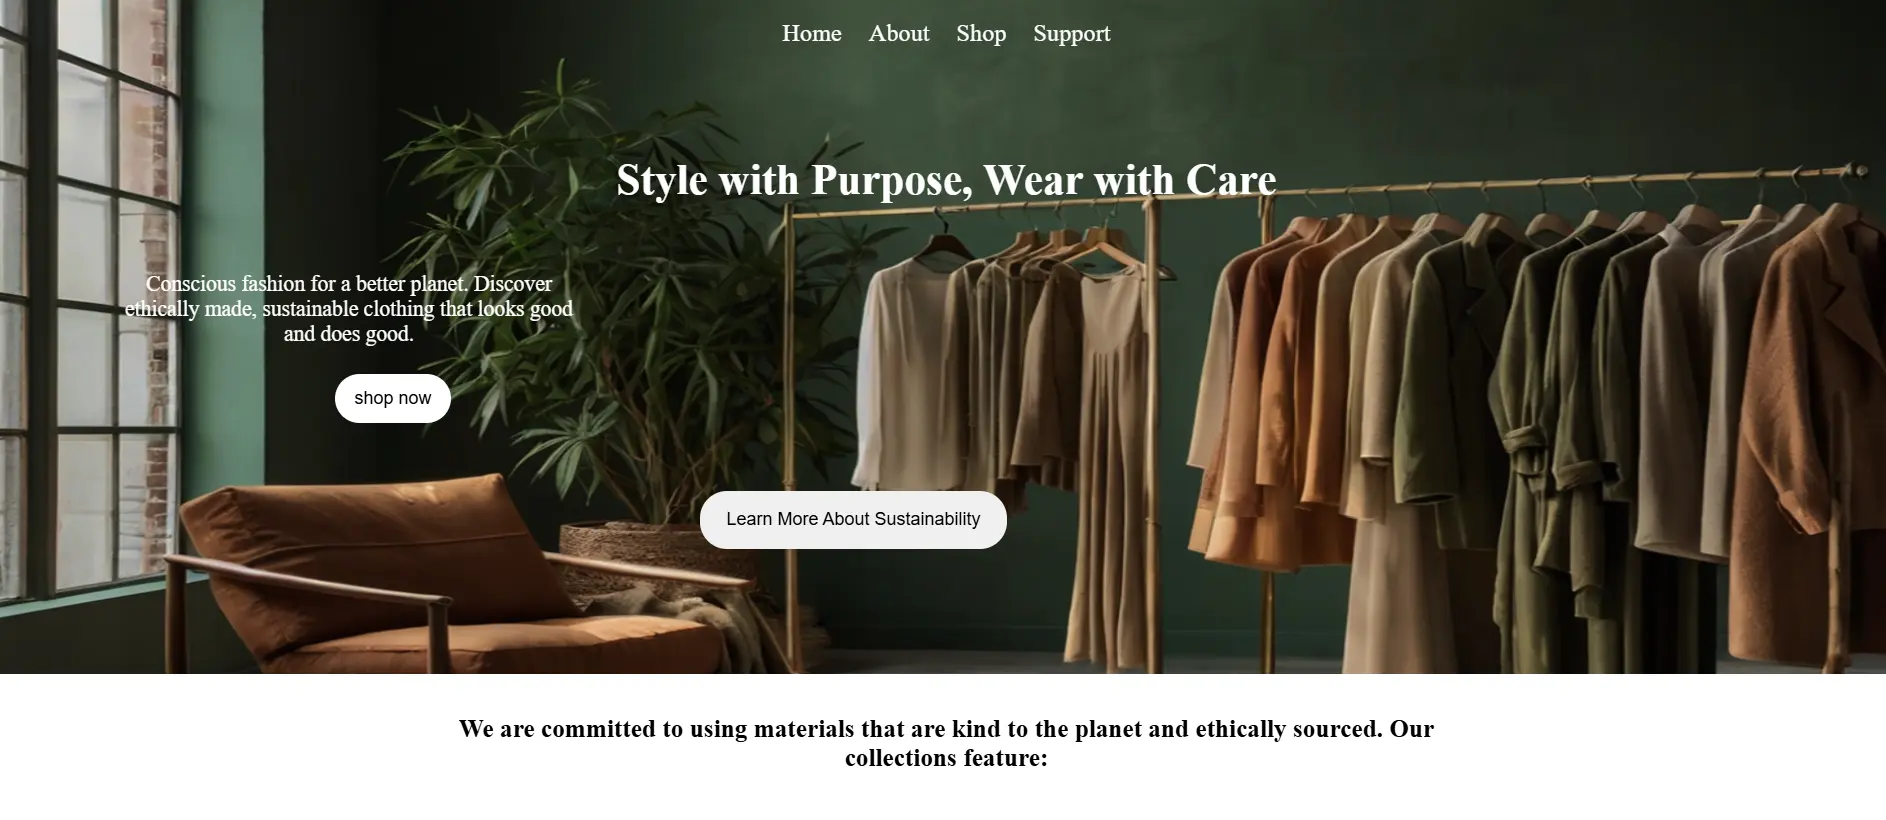 Home About Shop Support
Style with Purpose, Wear with Care
Conscious fashion for a better planet. Discover
ethically made, sustainable clothing that looks good
and does good.
shop now
Learn More About Sustainability
We are committed to using materials that are kind to the planet and ethically sourced. Our
collections feature: